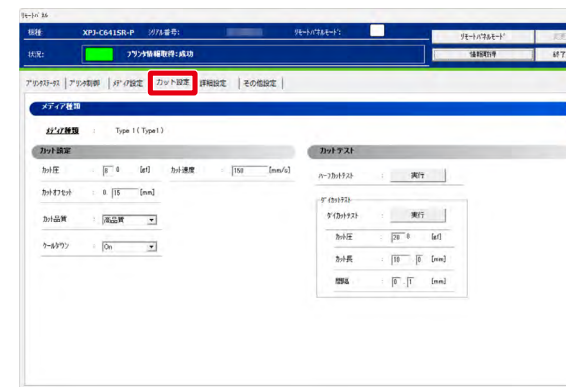 リモートパネル
機種: XPJ-C641SR-P シリアル番号: リモートパネルモード: リモートパネルモード
状況: プリンタ情報取得:成功 情報取得 終了
プリンタステータス プリンタ制御 メディア設定 カット設定 詳細設定 その他設定
メディア種類
メディア種類 : Type 1 ( Type1 )
カット設定 カットテスト
カット圧 : 8 0 [gf] カット速度 : 150 [mm/s] ハーフカットテスト : 実行
カットオフセット : 0 . 15 [mm] ダイカットテスト
カット品質 : 高品質 ダイカットテスト : 実行
クールダウン : On カット圧 : 20 0 [gf]
カット長 : 10 . 0 [mm]
間隔 : 0 . 1 [mm]